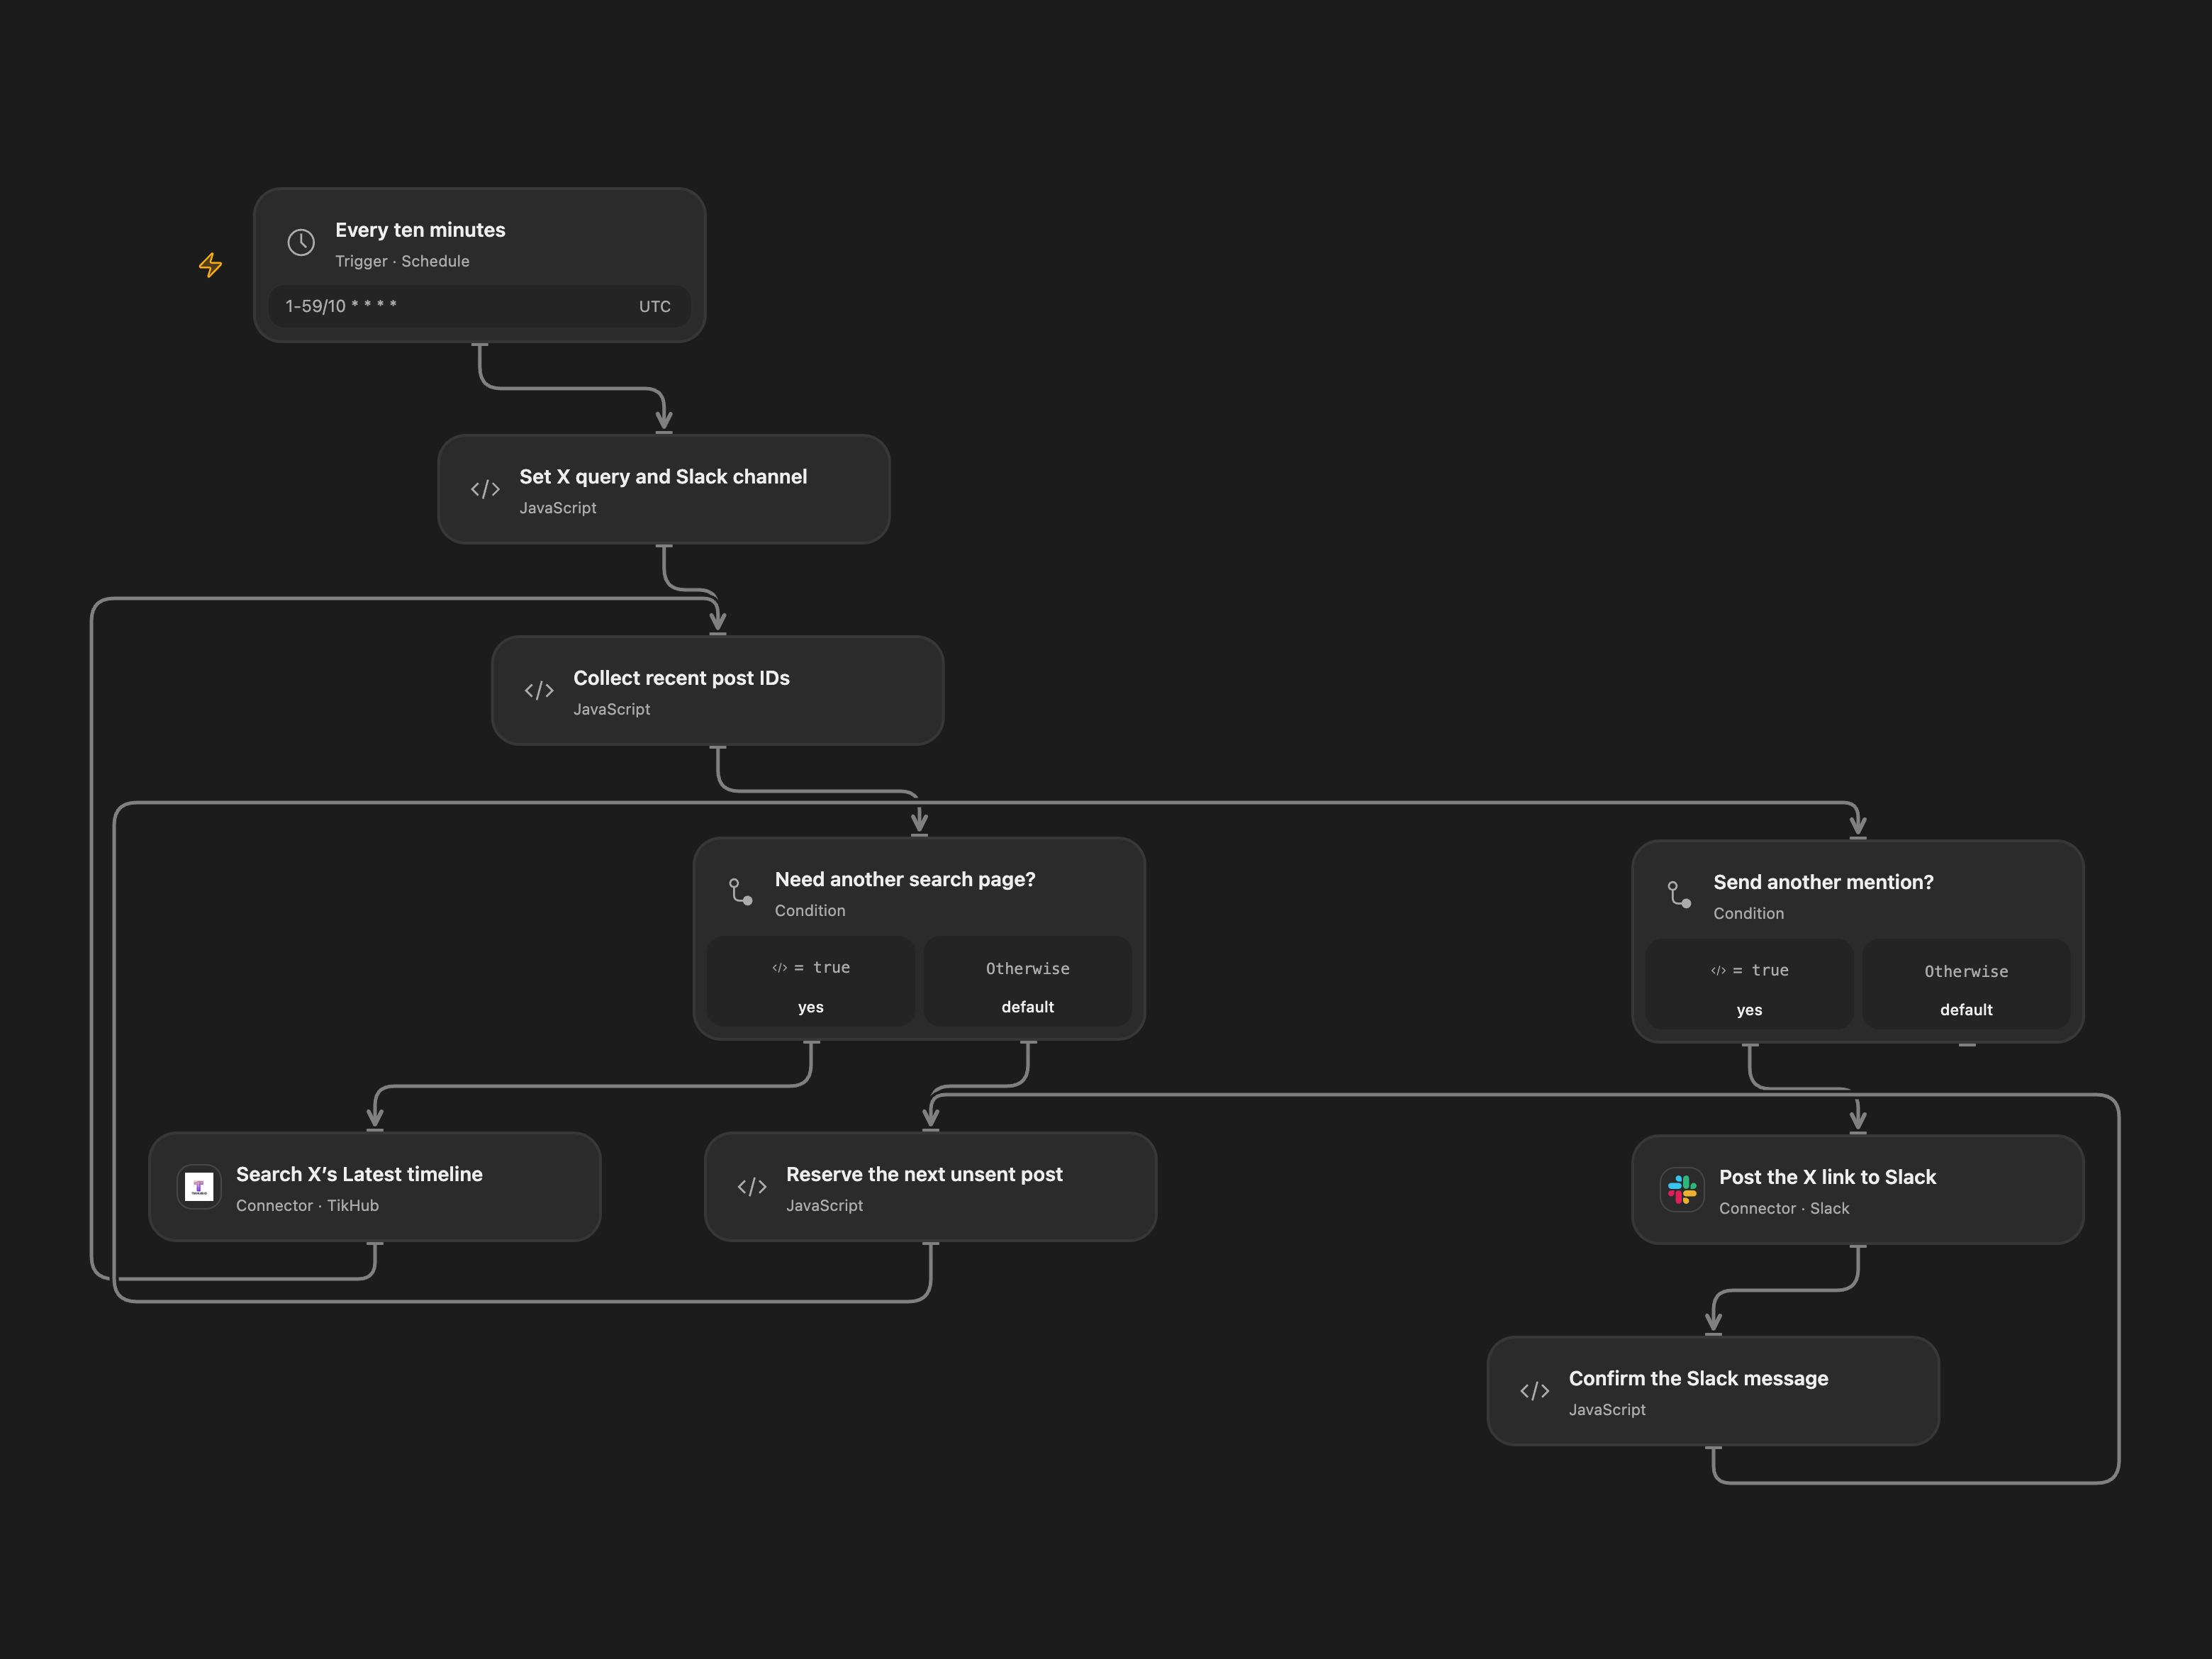 Every ten minutes
Trigger · Schedule
1-59/10 * * * *
UTC
Set X query and Slack channel
JavaScript
Collect recent post IDs
JavaScript
Need another search page?
Condition
</> = true
yes
Otherwise
default
Send another mention?
Condition
</> = true
yes
Otherwise
default
Search X’s Latest timeline
Connector · TikHub
Reserve the next unsent post
JavaScript
Post the X link to Slack
Connector · Slack
Confirm the Slack message
JavaScript